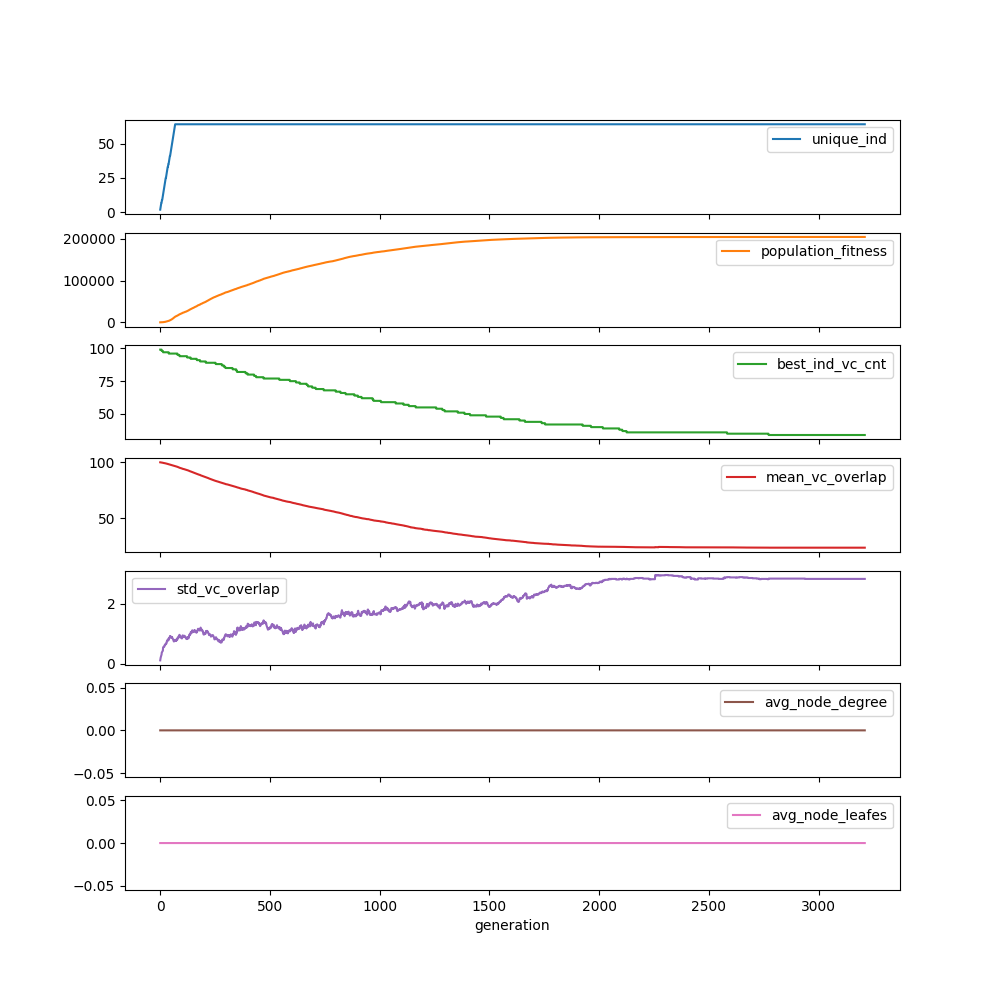 50
25
0
unique_ind
200000
100000
0
population_fitness
100
75
50
best_ind_vc_cnt
100
50
mean_vc_overlap
2
0
std_vc_overlap
0.05
0.00
−0.05
avg_node_degree
0.05
0.00
−0.05
avg_node_leafes
0 500 1000 1500 2000 2500 3000
generation